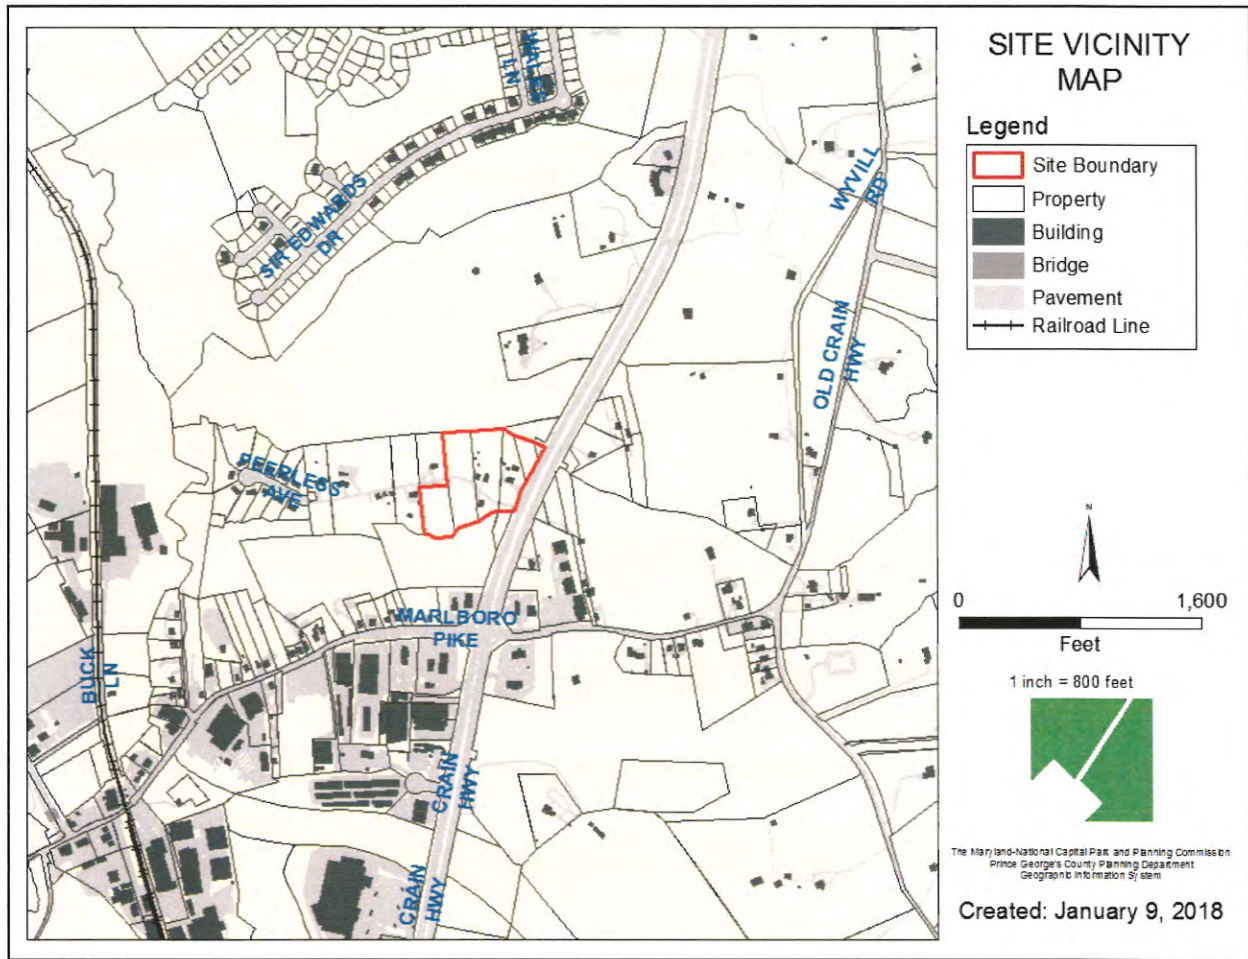 SITE VICINITY
MAP
Legend
Site Boundary
Property
Building
Bridge
Pavement
Railroad Line
N
0 1,600
Feet
1 inch = 800 feet
The Maryland-National Capital Park and Planning Commission
Prince George's County Planning Department
Geographic Information System
Created: January 9, 2018
WALES
LN
SIR EDWARDS
DR
WYVILL
RD
OLD CRAIN
HWY
PEERLESS
AVE
MARLBORO
PIKE
BUCK
LN
CRAIN
HWY
CRAIN
HWY